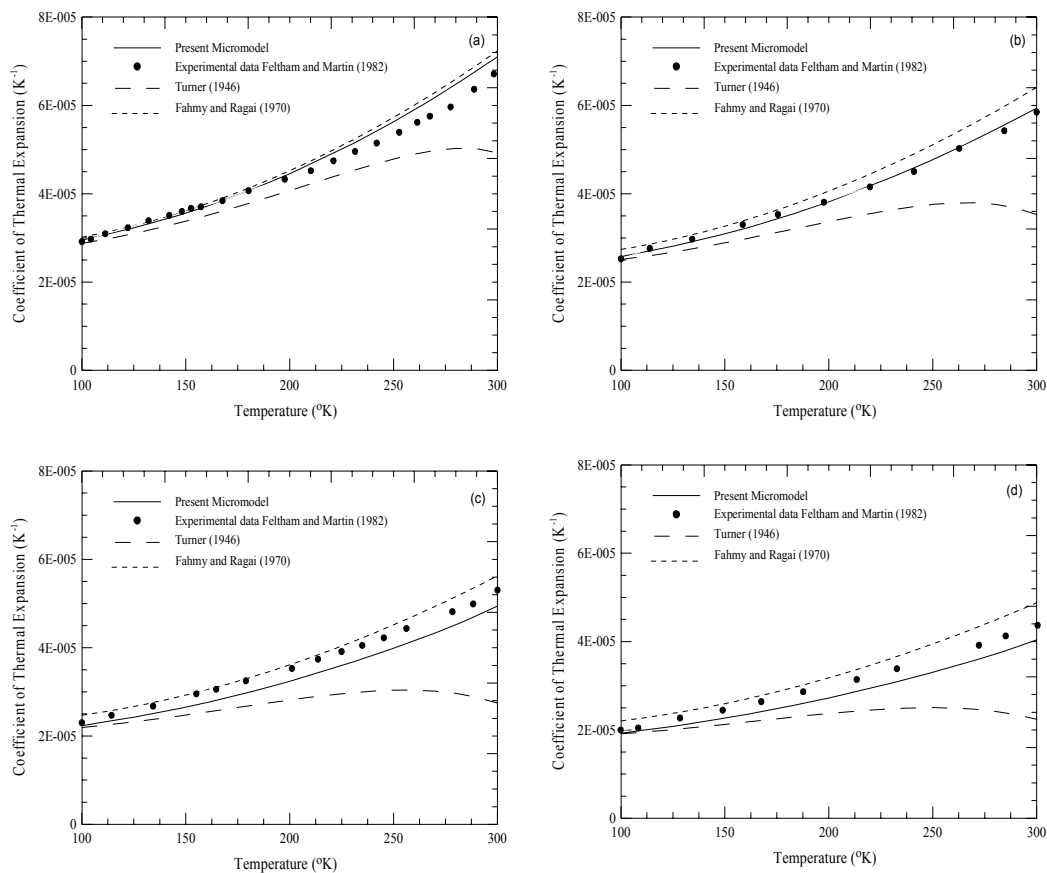 8E-005
(a)
Present Micromodel
Experimental data Feltham and Martin (1982)
Turner (1946)
Fahmy and Ragai (1970)
6E-005
4E-005
2E-005
0
Coefficient of Thermal Expansion (K-1)
100 150 200 250 300
Temperature (oK)
8E-005
(b)
Present Micromodel
Experimental data Feltham and Martin (1982)
Turner (1946)
Fahmy and Ragai (1970)
6E-005
4E-005
2E-005
0
Coefficient of Thermal Expansion (K-1)
100 150 200 250 300
Temperature (oK)
8E-005
(c)
Present Micromodel
Experimental data Feltham and Martin (1982)
Turner (1946)
Fahmy and Ragai (1970)
6E-005
4E-005
2E-005
0
Coefficient of Thermal Expansion (K-1)
100 150 200 250 300
Temperature (oK)
8E-005
(d)
Present Micromodel
Experimental data Feltham and Martin (1982)
Turner (1946)
Fahmy and Ragai (1970)
6E-005
4E-005
2E-005
0
Coefficient of Thermal Expansion (K-1)
100 150 200 250 300
Temperature (oK)